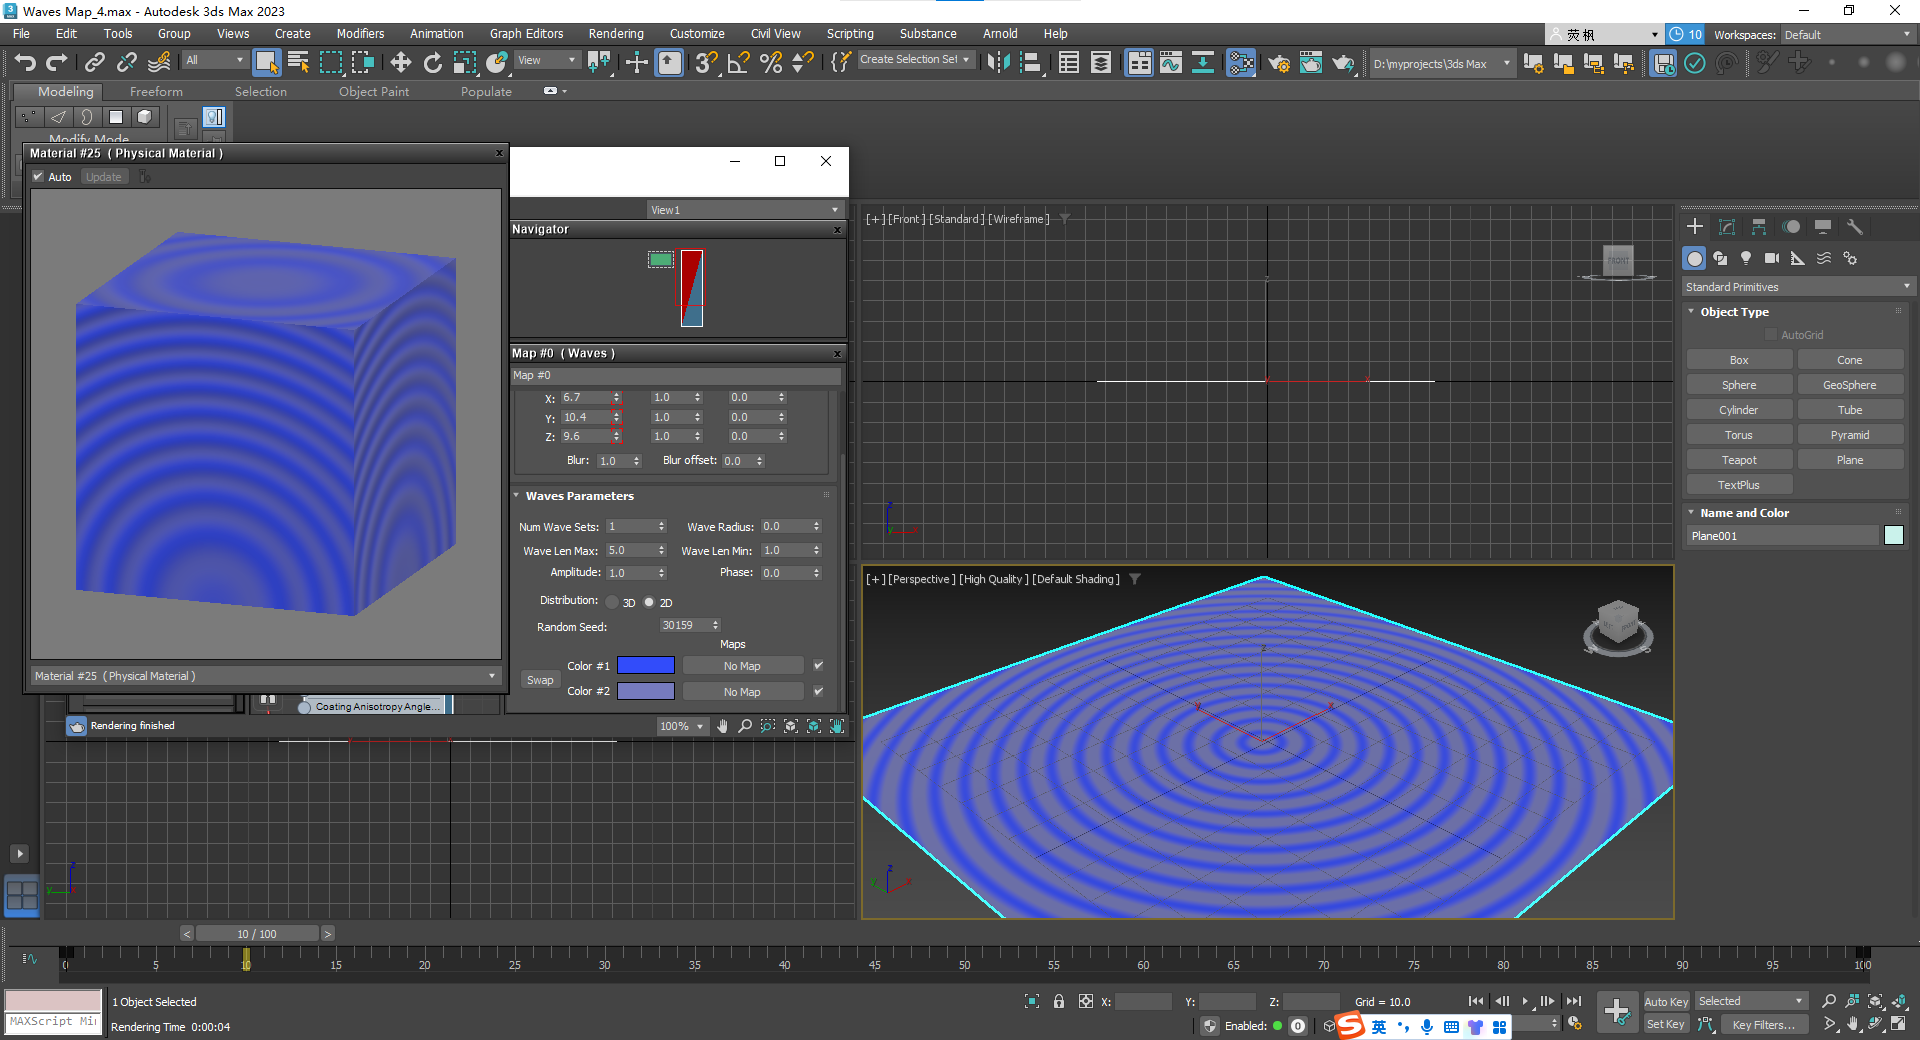 Waves Map_4.max - Autodesk 3ds Max 2023
File Edit Tools Group Views Create Modifiers Animation Graph Editors Rendering Customize Civil View Scripting Substance Arnold Help
荧枫 10 Workspaces: Default
All View Create Selection Set D:\myprojects\3ds Max
Modeling Freeform Selection Object Paint Populate
Modify Mode
Material #25 ( Physical Material )
Auto Update
View1
Navigator
Map #0 ( Waves )
Map #0
X: 6.7 1.0 0.0
Y: 10.4 1.0 0.0
Z: 9.6 1.0 0.0
Blur: 1.0 Blur offset: 0.0
Waves Parameters
Num Wave Sets: 1 Wave Radius: 0.0
Wave Len Max: 5.0 Wave Len Min: 1.0
Amplitude: 1.0 Phase: 0.0
Distribution: 3D 2D
Random Seed: 30159
Maps
Color #1 No Map
Swap
Color #2 No Map
Material #25 ( Physical Material )
Coating Anisotropy Angle...
Rendering finished 100%
[+] [Front] [Standard] [Wireframe]
FRONT
[+] [Perspective] [High Quality] [Default Shading]
Standard Primitives
Object Type
AutoGrid
Box Cone
Sphere GeoSphere
Cylinder Tube
Torus Pyramid
Teapot Plane
TextPlus
Name and Color
Plane001
< 10 / 100 >
0 5 10 15 20 25 30 35 40 45 50 55 60 65 70 75 80 85 90 95 100
1 Object Selected X: Y: Z: Grid = 10.0 Auto Key Selected
MAXScript Mi
Rendering Time 0:00:04 Enabled: 0 英 Set Key Key Filters...